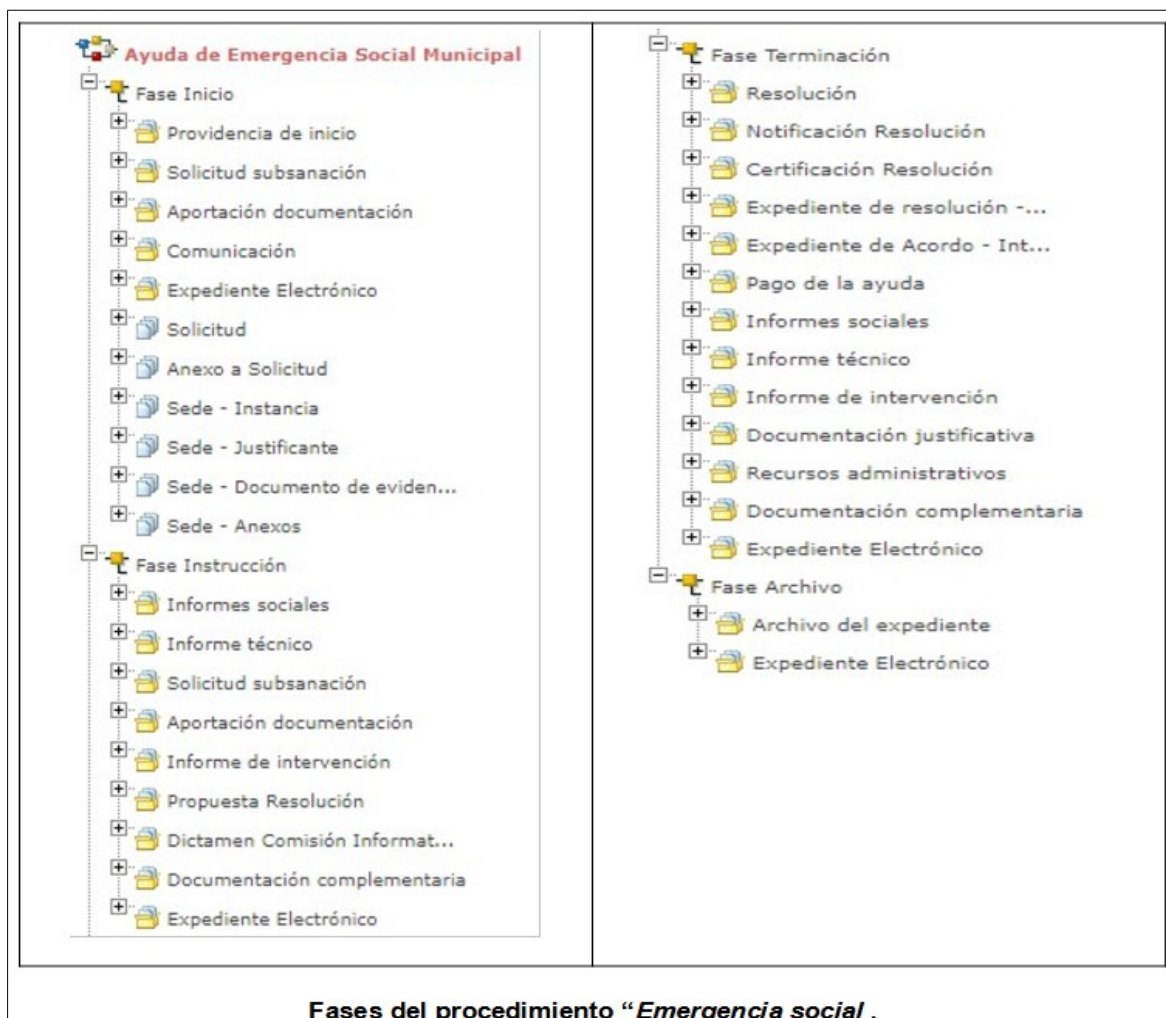 Ayuda de Emergencia Social Municipal
Fase Inicio
Providencia de inicio
Solicitud subsanación
Aportación documentación
Comunicación
Expediente Electrónico
Solicitud
Anexo a Solicitud
Sede - Instancia
Sede - Justificante
Sede - Documento de eviden...
Sede - Anexos
Fase Instrucción
Informes sociales
Informe técnico
Solicitud subsanación
Aportación documentación
Informe de intervención
Propuesta Resolución
Dictamen Comisión Informat...
Documentación complementaria
Expediente Electrónico
Fase Terminación
Resolución
Notificación Resolución
Certificación Resolución
Expediente de resolución -...
Expediente de Acordo - Int...
Pago de la ayuda
Informes sociales
Informe técnico
Informe de intervención
Documentación justificativa
Recursos administrativos
Documentación complementaria
Expediente Electrónico
Fase Archivo
Archivo del expediente
Expediente Electrónico
Fases del procedimiento “Emergencia social .